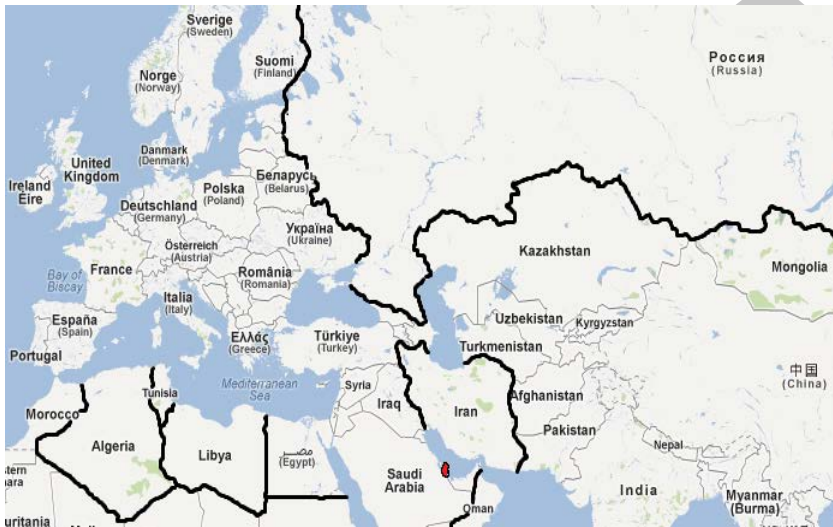 Sverige
(Sweden)
Suomi
(Finland)
Россия
(Russia)
Norge
(Norway)
Danmark
(Denmark)
United
Kingdom
Ireland
Éire
Polska
(Poland)
Беларусь
(Belarus)
Deutschland
(Germany)
Україна
(Ukraine)
Österreich
(Austria)
Kazakhstan
France
Mongolia
Bay of
Biscay
România
(Romania)
Italia
(Italy)
España
(Spain)
Uzbekistan
Kyrgyzstan
Ελλάς
(Greece)
Türkiye
(Turkey)
Portugal
Turkmenistan
中国
(China)
Mediterranean
Sea
Syria
Tunisia
Afghanistan
Iraq
Iran
Morocco
Pakistan
Algeria
Libya
مصر
(Egypt)
Nepal
Saudi
Arabia
India
Myanmar
(Burma)
Oman